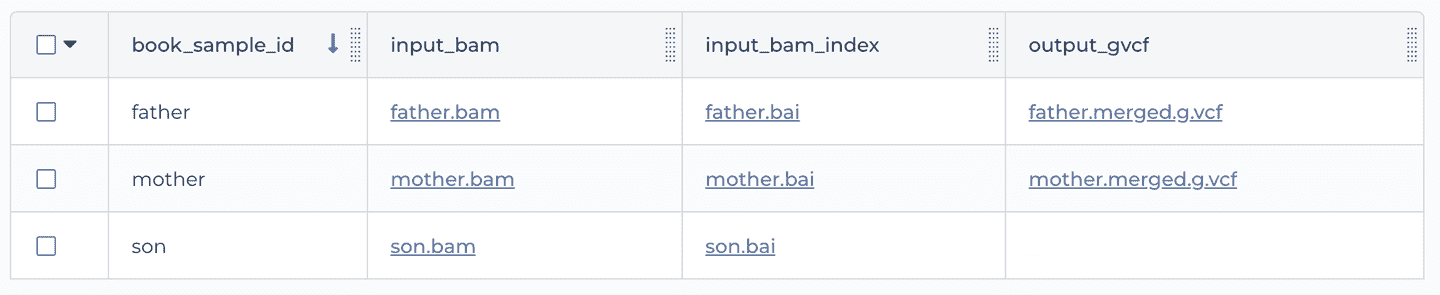 book_sample_id input_bam input_bam_index output_gvcf
father father.bam father.bai father.merged.g.vcf
mother mother.bam mother.bai mother.merged.g.vcf
son son.bam son.bai